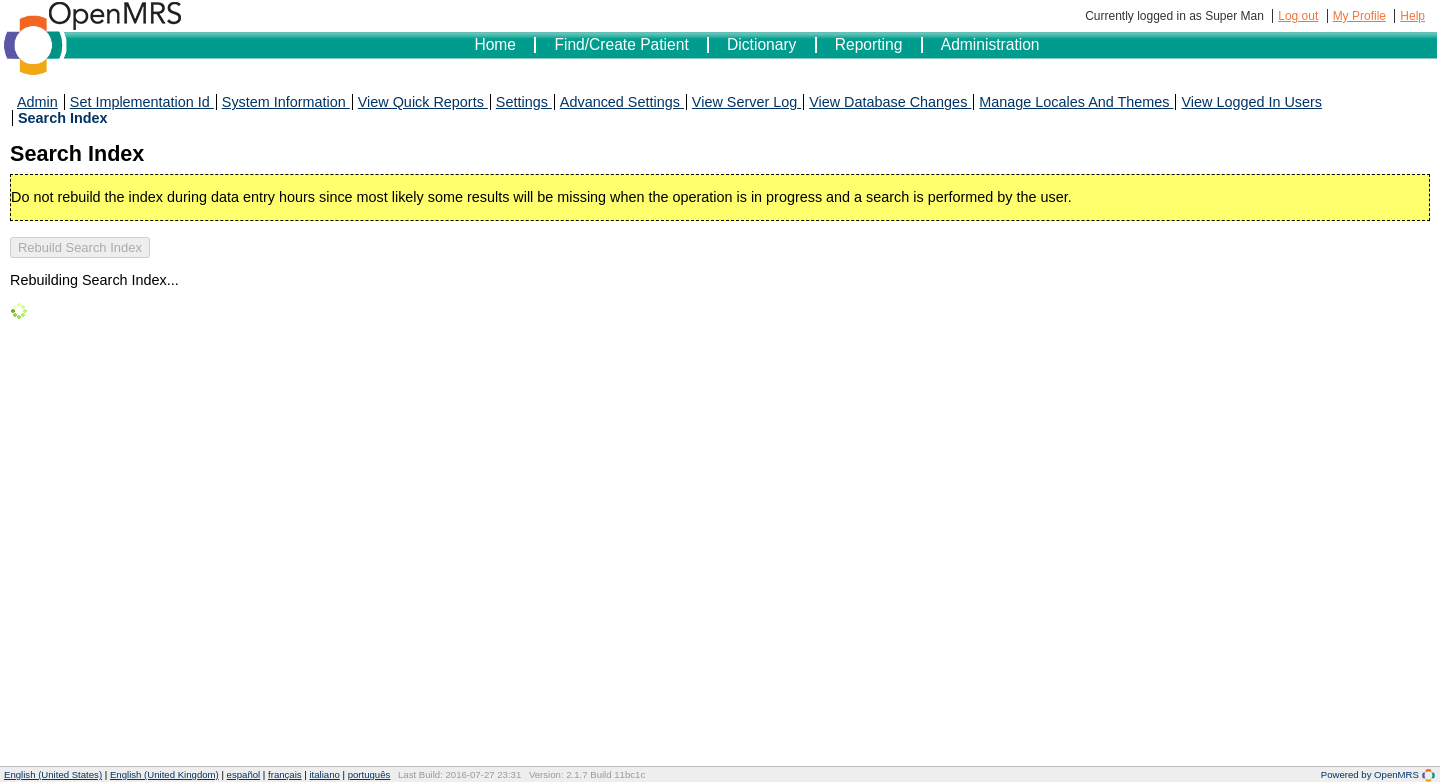 OpenMRS
Currently logged in as Super Man Log out My Profile Help
Home Find/Create Patient Dictionary Reporting Administration
Admin Set Implementation Id System Information View Quick Reports Settings Advanced Settings View Server Log View Database Changes Manage Locales And Themes View Logged In Users
Search Index
Search Index
Do not rebuild the index during data entry hours since most likely some results will be missing when the operation is in progress and a search is performed by the user.
Rebuild Search Index
Rebuilding Search Index...
English (United States) | English (United Kingdom) | español | français | italiano | português Last Build: 2016-07-27 23:31 Version: 2.1.7 Build 11bc1c Powered by OpenMRS